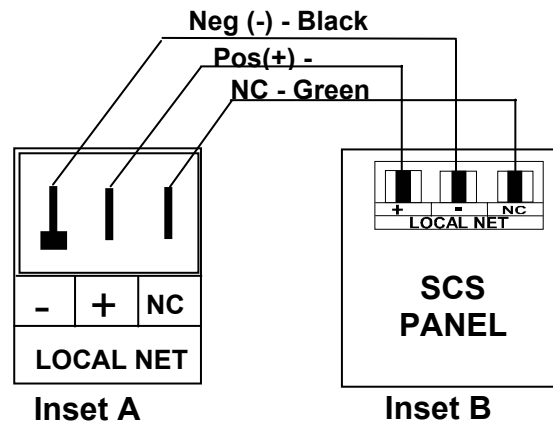 Neg (-) - Black
Pos(+) -
NC - Green
- + NC
LOCAL NET
Inset A
+ - NC
LOCAL NET
SCS
PANEL
Inset B